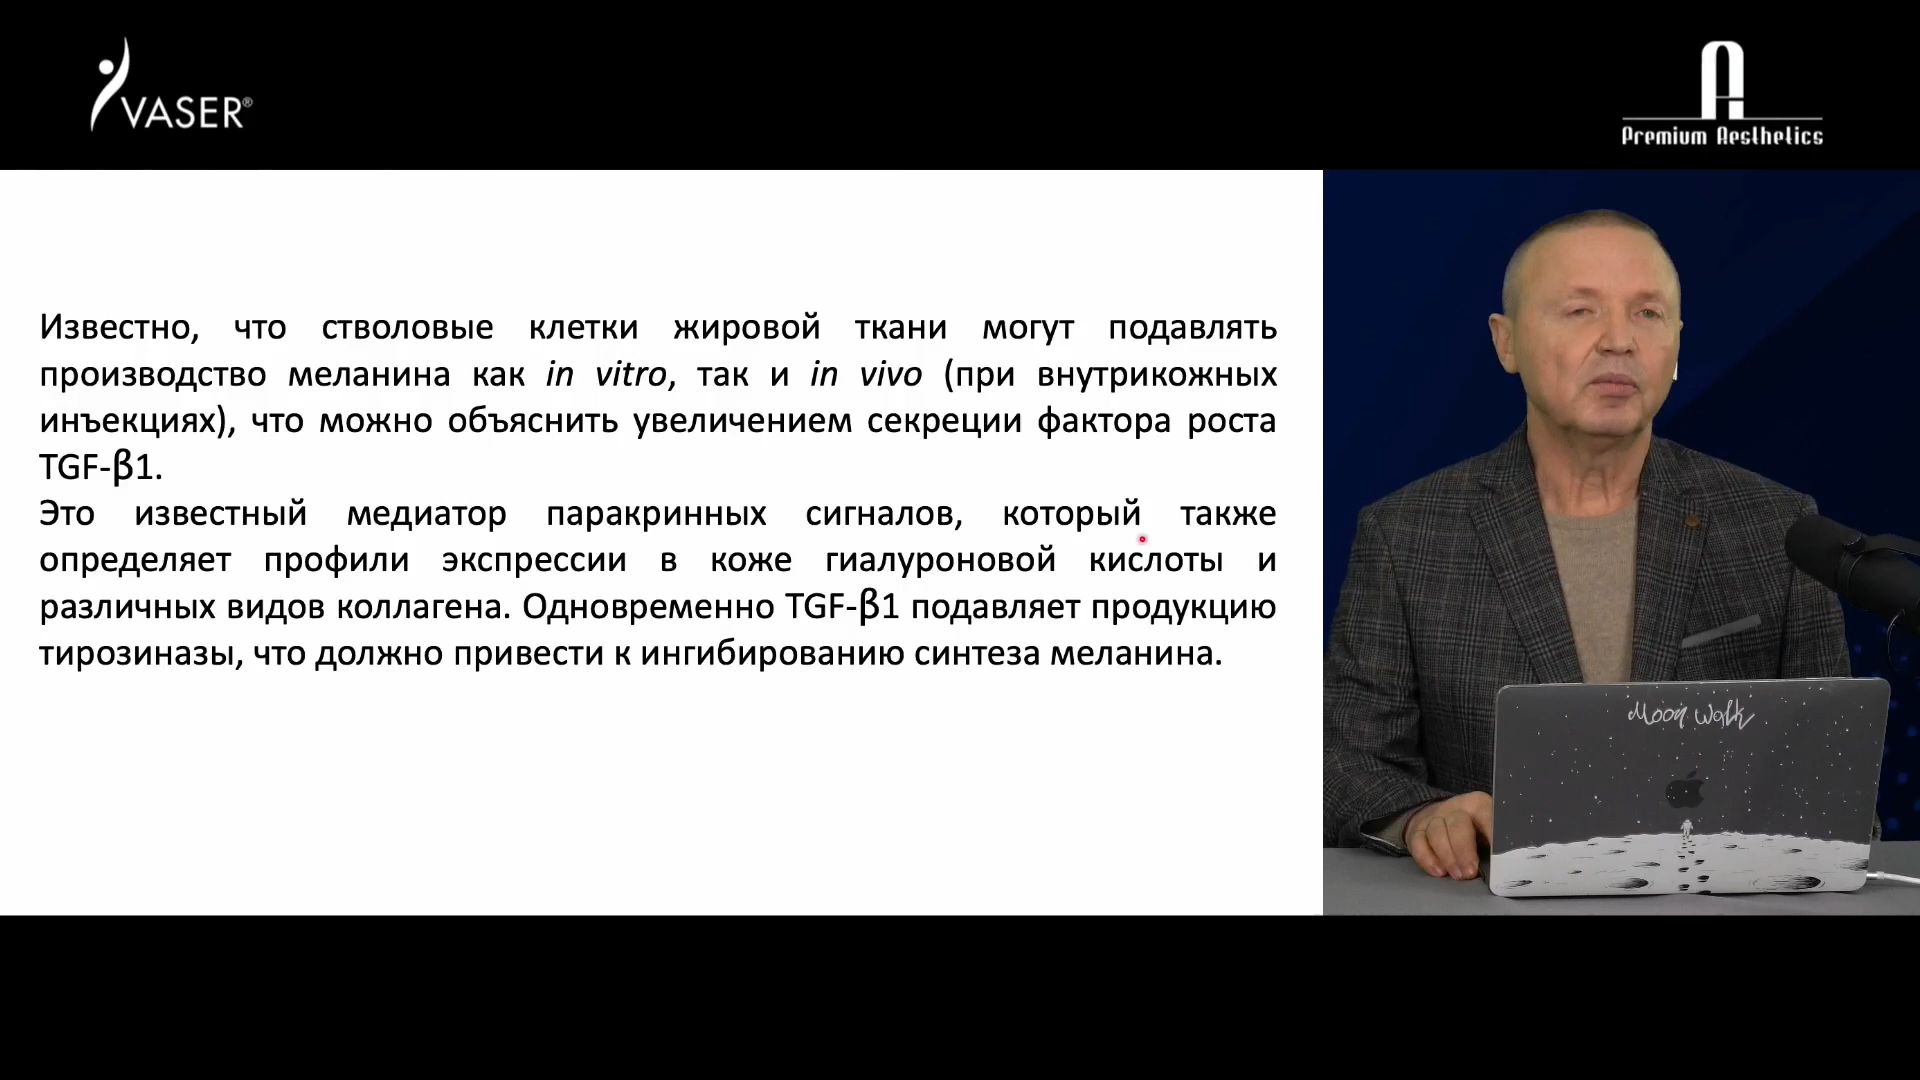 VASER®
Premium Aesthetics
Известно, что стволовые клетки жировой ткани могут подавлять
производство меланина как in vitro, так и in vivo (при внутрикожных
инъекциях), что можно объяснить увеличением секреции фактора роста
TGF-β1.
Это известный медиатор паракринных сигналов, который также
определяет профили экспрессии в коже гиалуроновой кислоты и
различных видов коллагена. Одновременно TGF-β1 подавляет продукцию
тирозиназы, что должно привести к ингибированию синтеза меланина.
Moon Walk